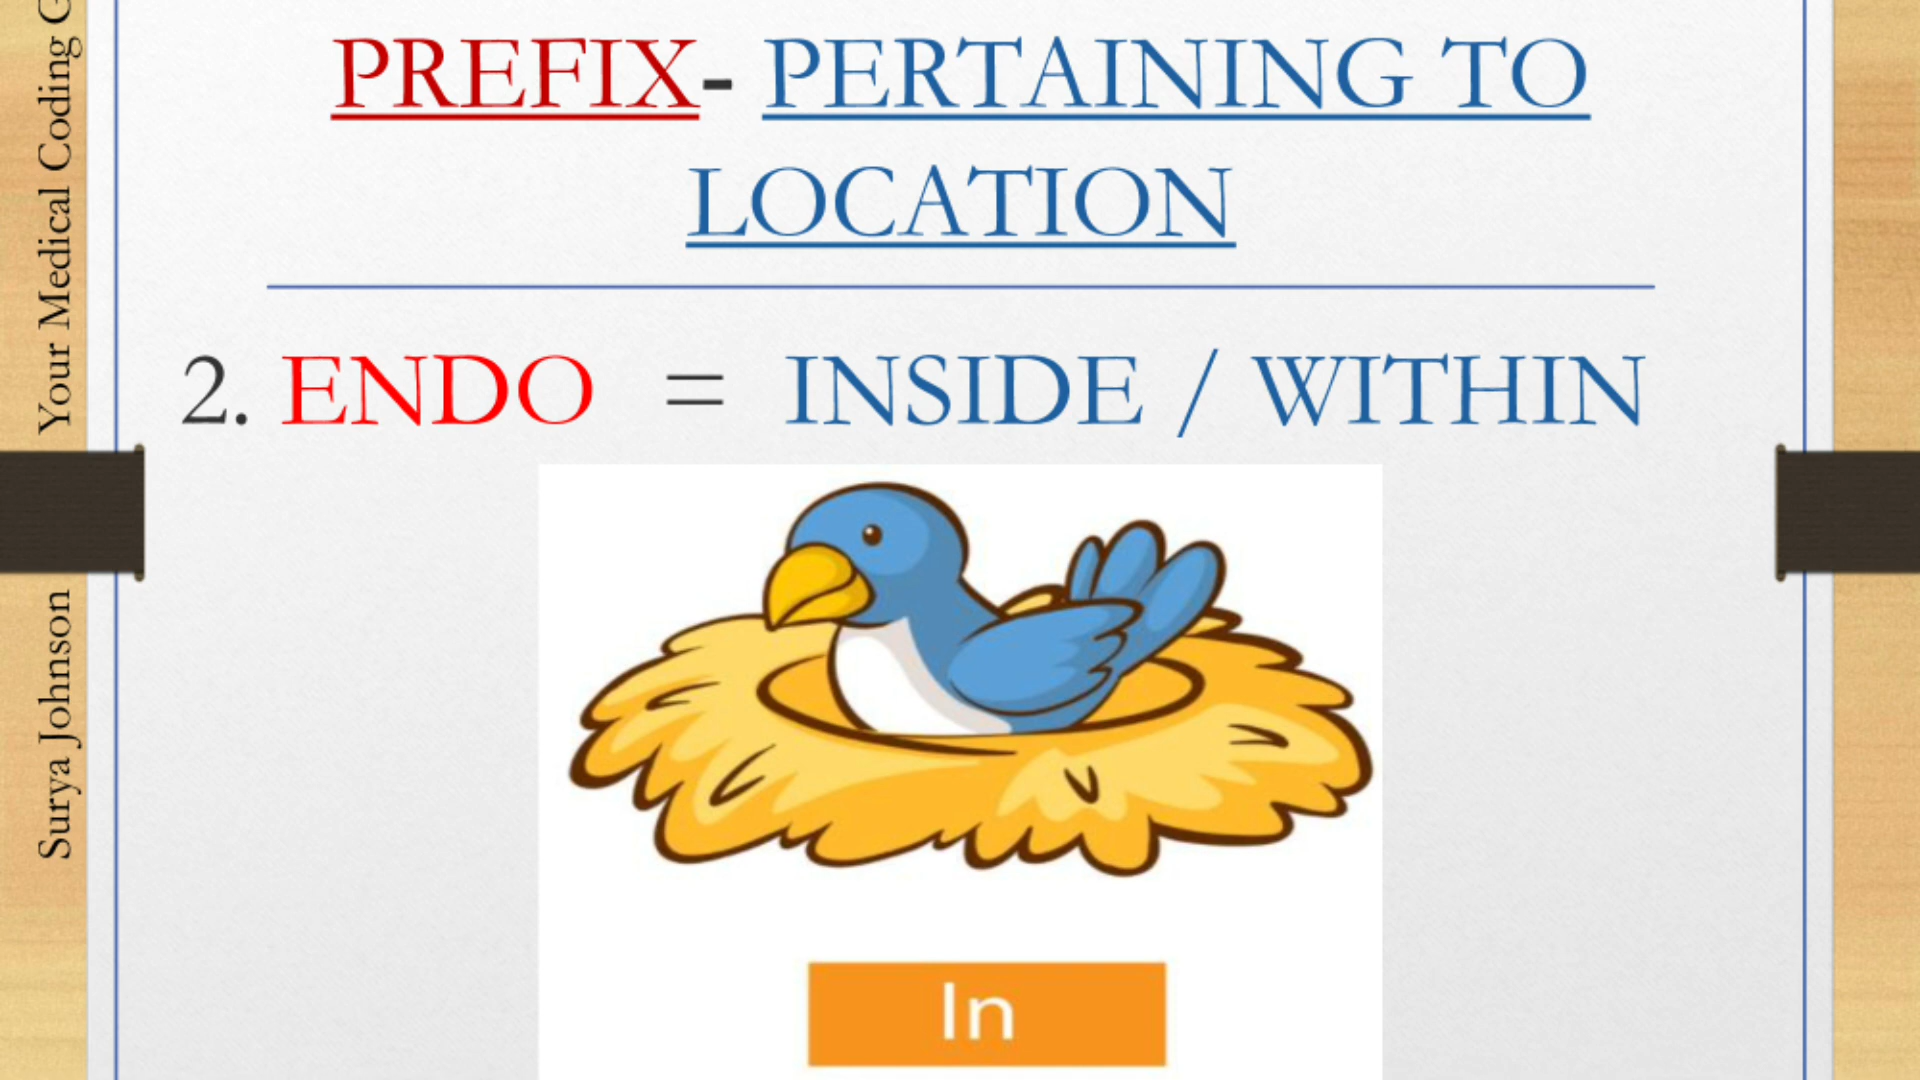 PREFIX- PERTAINING TO
LOCATION
2. ENDO = INSIDE / WITHIN
In
Surya Johnson Your Medical Coding